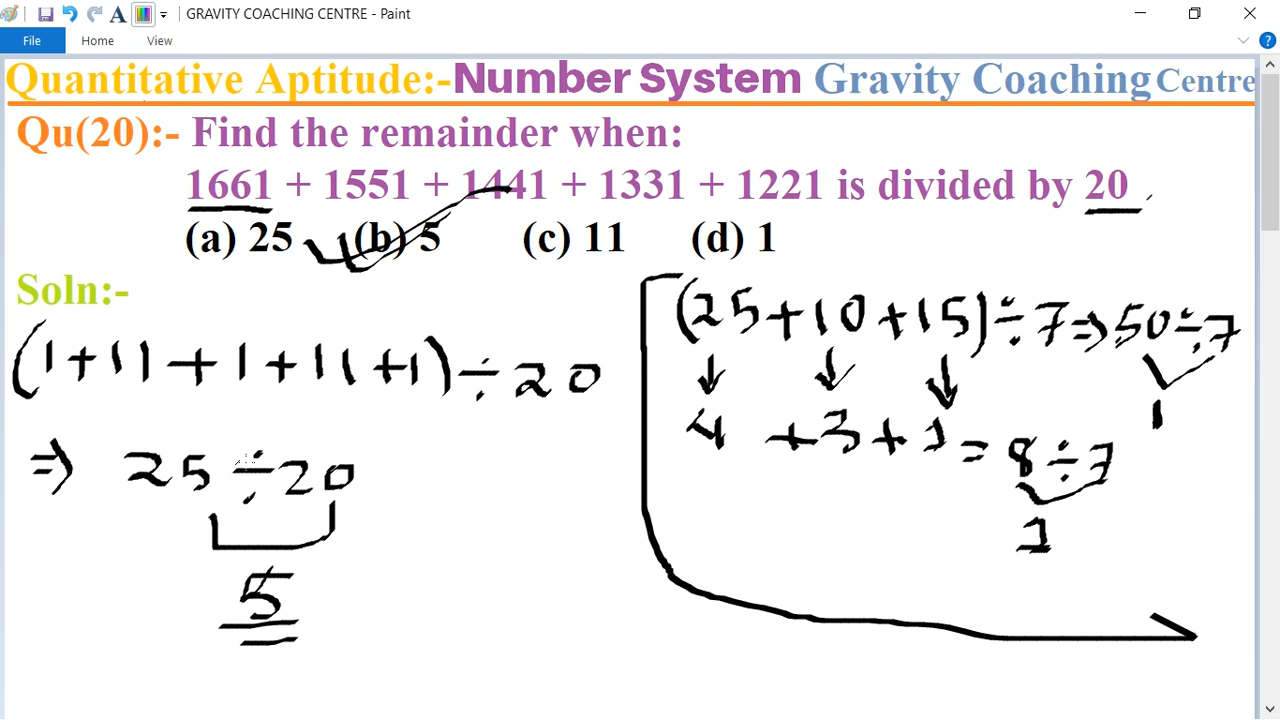 GRAVITY COACHING CENTRE - Paint
File Home View
Quantitative Aptitude:-Number System Gravity Coaching Centre
Qu(20):- Find the remainder when:
1661 + 1551 + 1441 + 1331 + 1221 is divided by 20
(a) 25 (b) 5 (c) 11 (d) 1
Soln:-
(1+11+1+11+1)÷20
⇒ 25÷20
5
(25+10+15)÷7⇒50÷7
↓ ↓ ↓
4 +3+1=8÷7
1
1